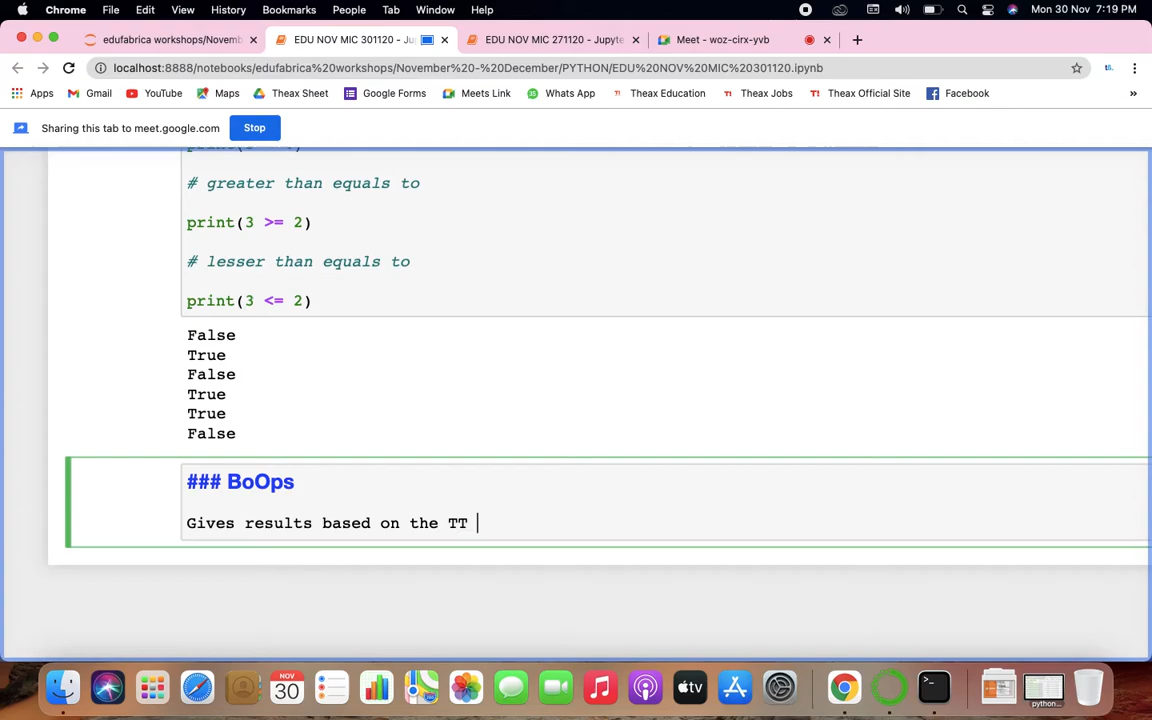 Chrome File Edit View History Bookmarks People Tab Window Help Mon 30 Nov 7:19 PM
edufabrica workshops/Novemb EDU NOV MIC 301120 - Ju EDU NOV MIC 271120 - Jupyte Meet - woz-cirx-yvb
localhost:8888/notebooks/edufabrica%20workshops/November%20-%20December/PYTHON/EDU%20NOV%20MIC%20301120.ipynb
Apps Gmail YouTube Maps Theax Sheet Google Forms Meets Link Whats App Theax Education Theax Jobs Theax Official Site Facebook »
Sharing this tab to meet.google.com Stop
# greater than equals to
print(3 >= 2)
# lesser than equals to
print(3 <= 2)
False
True
False
True
True
False
### BoOps
Gives results based on the TT
NOV
30
tv
python...